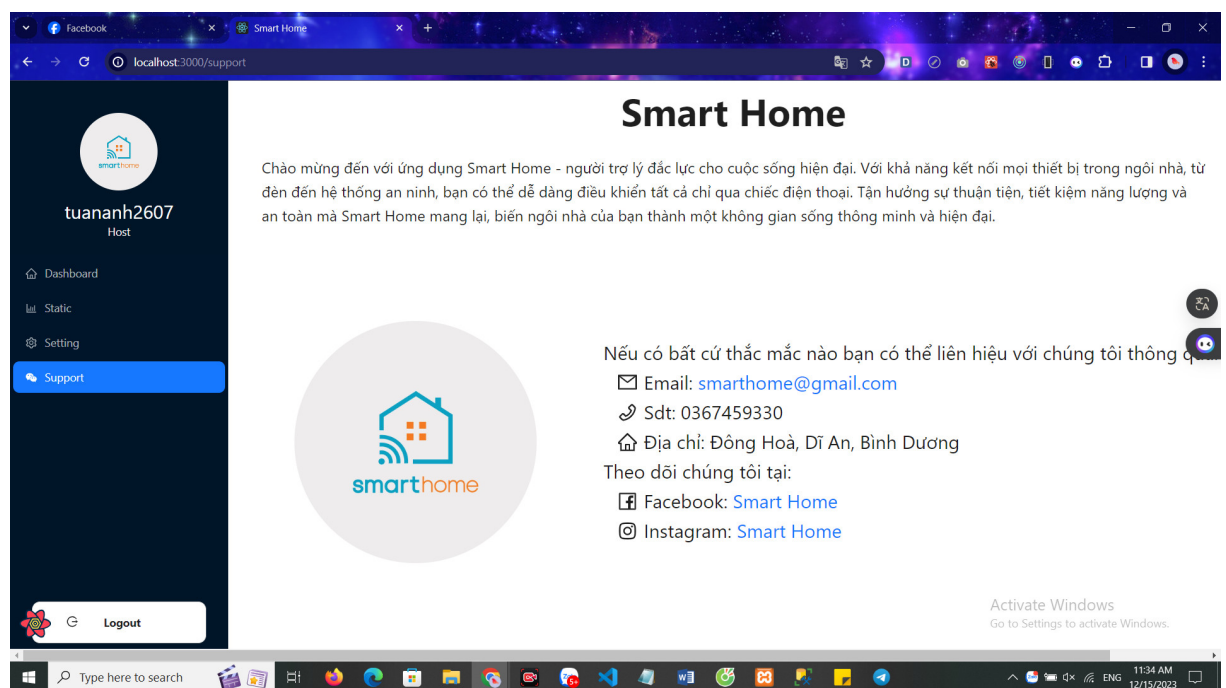 Facebook
Smart Home
localhost:3000/support
smarthome
tuananh2607
Host
Dashboard
Static
Setting
Support
Logout
Smart Home
Chào mừng đến với ứng dụng Smart Home - người trợ lý đắc lực cho cuộc sống hiện đại. Với khả năng kết nối mọi thiết bị trong ngôi nhà, từ
đèn đến hệ thống an ninh, bạn có thể dễ dàng điều khiển tất cả chỉ qua chiếc điện thoại. Tận hưởng sự thuận tiện, tiết kiệm năng lượng và
an toàn mà Smart Home mang lại, biến ngôi nhà của bạn thành một không gian sống thông minh và hiện đại.
smarthome
Nếu có bất cứ thắc mắc nào bạn có thể liên hiệu với chúng tôi thông
Email: smarthome@gmail.com
Sdt: 0367459330
Địa chỉ: Đông Hoà, Dĩ An, Bình Dương
Theo dõi chúng tôi tại:
Facebook: Smart Home
Instagram: Smart Home
Activate Windows
Go to Settings to activate Windows.
Type here to search
ENG
11:34 AM
12/15/2023